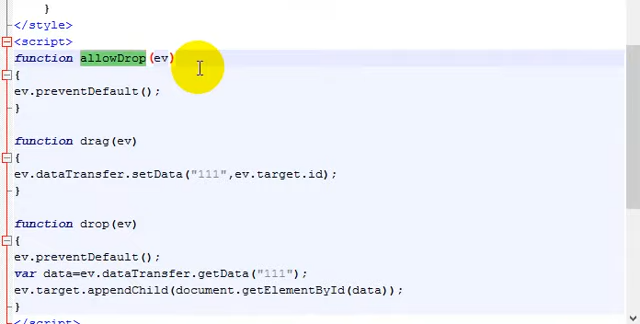 }
</style>
<script>
function allowDrop(ev)
{
ev.preventDefault();
}
function drag(ev)
{
ev.dataTransfer.setData("111",ev.target.id);
}
function drop(ev)
{
ev.preventDefault();
var data=ev.dataTransfer.getData("111");
ev.target.appendChild(document.getElementById(data));
}
</script>